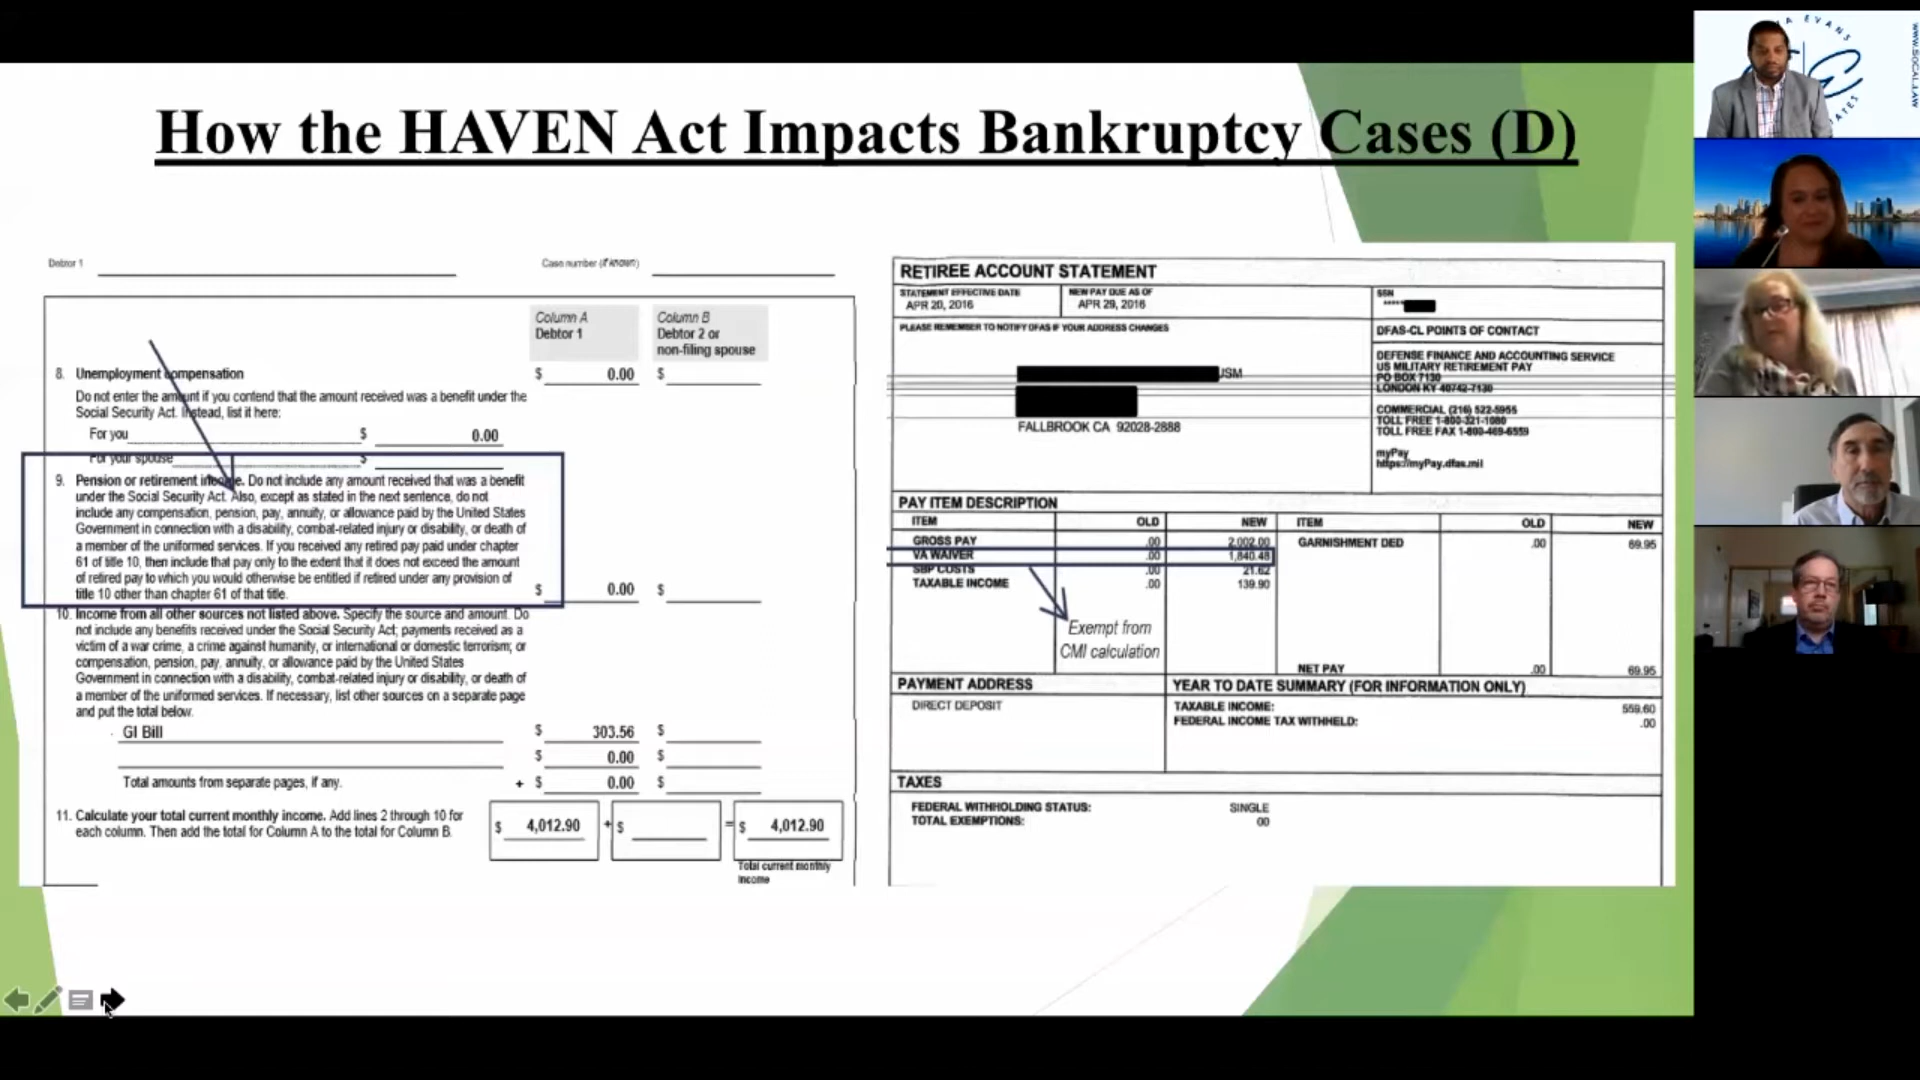 How the HAVEN Act Impacts Bankruptcy Cases (D)
Debtor 1
Case number (if known)
Column A
Debtor 1
Column B
Debtor 2 or
non-filing spouse
8. Unemployment compensation
$ 0.00 $
Do not enter the amount if you contend that the amount received was a benefit under the
Social Security Act. Instead, list it here:
For you $ 0.00
For your spouse $
9. Pension or retirement income. Do not include any amount received that was a benefit
under the Social Security Act. Also, except as stated in the next sentence, do not
include any compensation, pension, pay, annuity, or allowance paid by the United States
Government in connection with a disability, combat-related injury or disability, or death of
a member of the uniformed services. If you received any retired pay paid under chapter
61 of title 10, then include that pay only to the extent that it does not exceed the amount
of retired pay to which you would otherwise be entitled if retired under any provision of
title 10 other than chapter 61 of that title.
$ 0.00 $
10. Income from all other sources not listed above. Specify the source and amount. Do
not include any benefits received under the Social Security Act; payments received as a
victim of a war crime, a crime against humanity, or international or domestic terrorism; or
compensation, pension, pay, annuity, or allowance paid by the United States
Government in connection with a disability, combat-related injury or disability, or death of
a member of the uniformed services. If necessary, list other sources on a separate page
and put the total below.
GI Bill $ 303.56 $
$ 0.00 $
Total amounts from separate pages, if any. + $ 0.00 $
11. Calculate your total current monthly income. Add lines 2 through 10 for
each column. Then add the total for Column A to the total for Column B.
$ 4,012.90 + $ = $ 4,012.90
Total current monthly
income
RETIREE ACCOUNT STATEMENT
STATEMENT EFFECTIVE DATE
APR 20, 2016
NEW PAY DUE AS OF
APR 29, 2016
SSN
*****
PLEASE REMEMBER TO NOTIFY DFAS IF YOUR ADDRESS CHANGES
USM
FALLBROOK CA 92028-2888
DFAS-CL POINTS OF CONTACT
DEFENSE FINANCE AND ACCOUNTING SERVICE
US MILITARY RETIREMENT PAY
PO BOX 7130
LONDON KY 40742-7130
COMMERCIAL (216) 522-5955
TOLL FREE 1-800-321-1080
TOLL FREE FAX 1-800-469-6559
myPay
https://myPay.dfas.mil
PAY ITEM DESCRIPTION
ITEM OLD NEW ITEM OLD NEW
GROSS PAY .00 2,002.00 GARNISHMENT DED .00 69.95
VA WAIVER .00 1,840.48
SBP COSTS .00 21.62
TAXABLE INCOME .00 139.90
Exempt from
CMI calculation
NET PAY .00 69.95
PAYMENT ADDRESS
DIRECT DEPOSIT
YEAR TO DATE SUMMARY (FOR INFORMATION ONLY)
TAXABLE INCOME: 559.60
FEDERAL INCOME TAX WITHHELD: .00
TAXES
FEDERAL WITHHOLDING STATUS: SINGLE
TOTAL EXEMPTIONS: 00
A EVANS
WWW.SOCAL.LAW